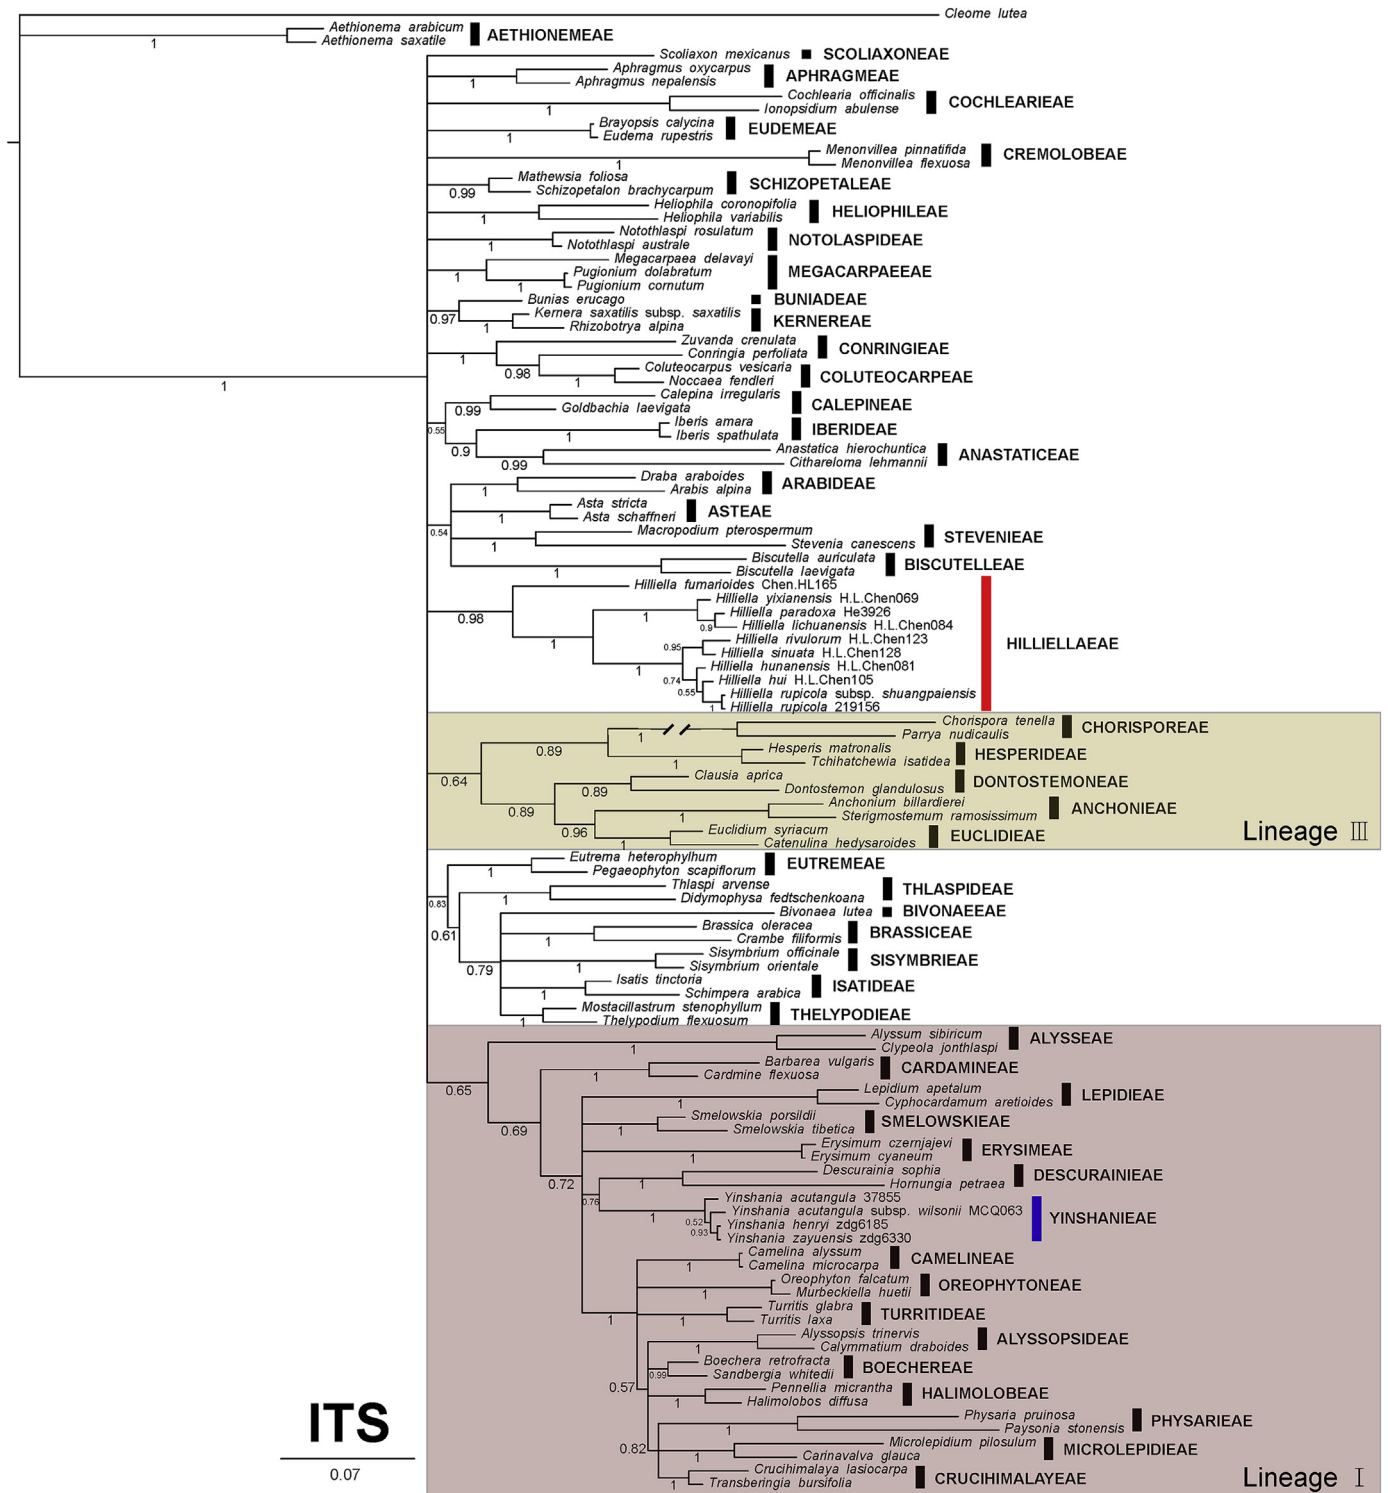 Cleome lutea
Aethionema arabicum
1
Aethionema saxatile
AETHIONEMEAE
Scoliaxon mexicanus SCOLIAXONEAE
Aphragmus oxycarpus
1
Aphragmus nepalensis
APHRAGMEAE
Cochlearia officinalis
1
Ionopsidium abulense
COCHLEARIEAE
Brayopsis calycina
1
Eudema rupestris
EUDEMEAE
Menonvillea pinnatifida
1
Menonvillea flexuosa
CREMOLOBEAE
Mathewsia foliosa
0.99
Schizopetalon brachycarpum
SCHIZOPETALEAE
Heliophila coronopifolia
1
Heliophila variabilis
HELIOPHILEAE
Notothlaspi rosulatum
1
Notothlaspi australe
NOTOLASPIDEAE
Megacarpaea delavayi
1
Pugionium dolabratum
1
Pugionium cornutum
MEGACARPAEEAE
Bunias erucago BUNIADEAE
0.97
Kernera saxatilis subsp. saxatilis
1
Rhizobotrya alpina
KERNEREAE
1
Zuvanda crenulata
1
Conringia perfoliata
CONRINGIEAE
0.98
Coluteocarpus vesicaria
1
Noccaea fendleri
COLUTEOCARPEAE
Calepina irregularis
0.99
Goldbachia laevigata
CALEPINEAE
0.55
Iberis amara
1
Iberis spathulata
IBERIDEAE
0.9
Anastatica hierochuntica
0.99
Cithareloma lehmannii
ANASTATICEAE
Draba araboides
1
Arabis alpina
ARABIDEAE
Asta stricta
1
Asta schaffneri
ASTEAE
0.54
Macropodium pterospermum
1
Stevenia canescens
STEVENIEAE
Biscutella auriculata
1
Biscutella laevigata
BISCUTELLEAE
Hilliella fumarioides Chen.HL165
0.98
Hilliella yixianensis H.L.Chen069
1
Hilliella paradoxa He3926
0.9
Hilliella lichuanensis H.L.Chen084
1
Hilliella rivulorum H.L.Chen123
0.95
Hilliella sinuata H.L.Chen128
1
Hilliella hunanensis H.L.Chen081
0.74
Hilliella hui H.L.Chen105
0.55
Hilliella rupicola subsp. shuangpaiensis
1
Hilliella rupicola 219156
HILLIELLAEAE
Chorispora tenella
1
Parrya nudicaulis
CHORISPOREAE
0.89
Hesperis matronalis
1
Tchihatchewia isatidea
HESPERIDEAE
0.64
Clausia aprica
0.89
Dontostemon glandulosus
DONTOSTEMONEAE
0.89
Anchonium billardierei
1
Sterigmostemum ramosissimum
ANCHONIEAE
0.96
Euclidium syriacum
1
Catenulina hedysaroides
EUCLIDIEAE
Lineage Ⅲ
Eutrema heterophylhum
1
Pegaeophyton scapiflorum
EUTREMEAE
0.83
Thlaspi arvense
1
Didymophysa fedtschenkoana
THLASPIDEAE
0.61
Bivonaea lutea BIVONAEEAE
Brassica oleracea
1
Crambe filiformis
BRASSICEAE
0.79
Sisymbrium officinale
1
Sisymbrium orientale
SISYMBRIEAE
Isatis tinctoria
1
Schimpera arabica
ISATIDEAE
Mostacillastrum stenophyllum
1
Thelypodium flexuosum
THELYPODIEAE
Alyssum sibiricum
1
Clypeola jonthlaspi
ALYSSEAE
0.65
Barbarea vulgaris
1
Cardmine flexuosa
CARDAMINEAE
0.69
Lepidium apetalum
1
Cyphocardamum aretioides
LEPIDIEAE
Smelowskia porsildii
1
Smelowskia tibetica
SMELOWSKIEAE
Erysimum czernjajevi
1
Erysimum cyaneum
ERYSIMEAE
0.72
Descurainia sophia
1
Hornungia petraea
DESCURAINIEAE
0.76
Yinshania acutangula 37855
1
Yinshania acutangula subsp. wilsonii MCQ063
0.52
Yinshania henryi zdg6185
0.93
Yinshania zayuensis zdg6330
YINSHANIEAE
Camelina alyssum
1
Camelina microcarpa
CAMELINEAE
Oreophyton falcatum
1
Murbeckiella huetii
OREOPHYTONEAE
1
Turritis glabra
1
Turritis laxa
TURRITIDEAE
Alyssopsis trinervis
1
Calymmatium draboides
ALYSSOPSIDEAE
0.57
Boechera retrofracta
0.99
Sandbergia whitedii
BOECHEREAE
Pennellia micrantha
1
Halimolobos diffusa
HALIMOLOBEAE
0.82
Physaria pruinosa
1
Paysonia stonensis
PHYSARIEAE
Microlepidium pilosulum
1
Carinavalva glauca
MICROLEPIDIEAE
Crucihimalaya lasiocarpa
1
Transberingia bursifolia
CRUCIHIMALAYEAE
Lineage Ⅰ
ITS
0.07